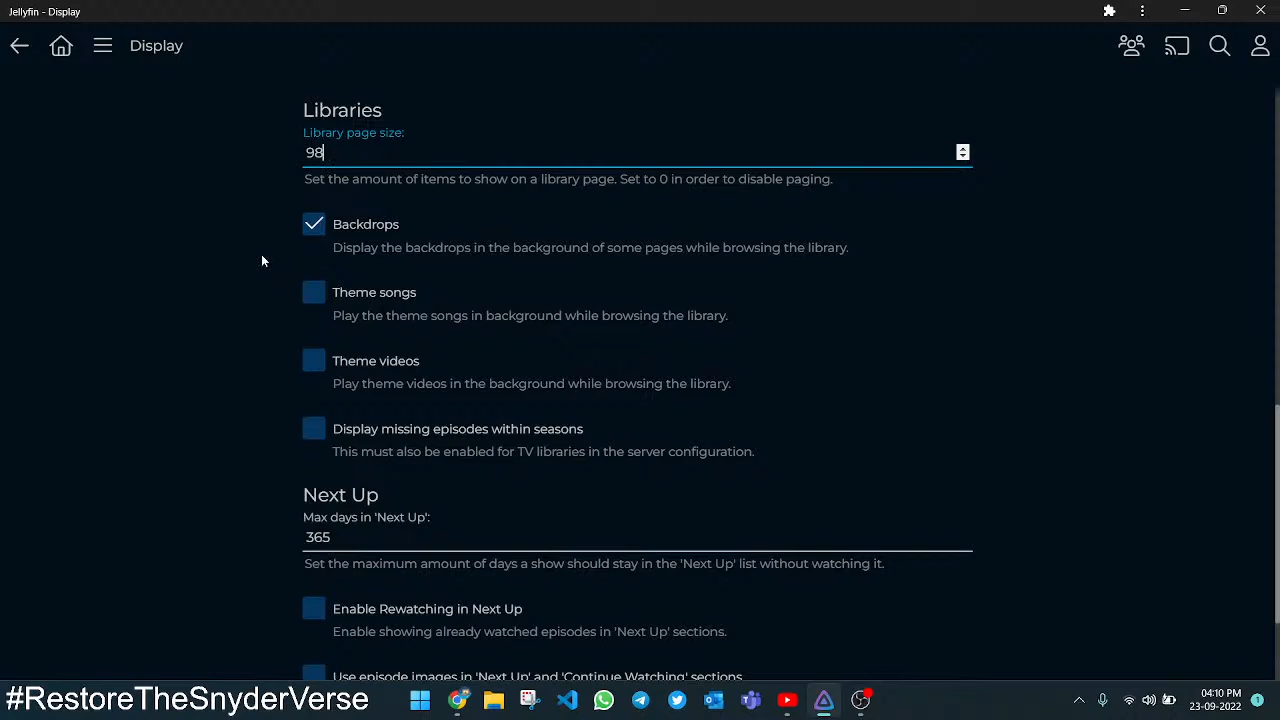 Jellyfin - Display
Display
Libraries
Library page size:
98
Set the amount of items to show on a library page. Set to 0 in order to disable paging.
Backdrops
Display the backdrops in the background of some pages while browsing the library.
Theme songs
Play the theme songs in background while browsing the library.
Theme videos
Play theme videos in the background while browsing the library.
Display missing episodes within seasons
This must also be enabled for TV libraries in the server configuration.
Next Up
Max days in 'Next Up':
365
Set the maximum amount of days a show should stay in the 'Next Up' list without watching it.
Enable Rewatching in Next Up
Enable showing already watched episodes in 'Next Up' sections.
Use episode images in 'Next Up' and 'Continue Watching' sections
#RestoreTheSnyderVerse
04:10 PM
23-09-2022
1